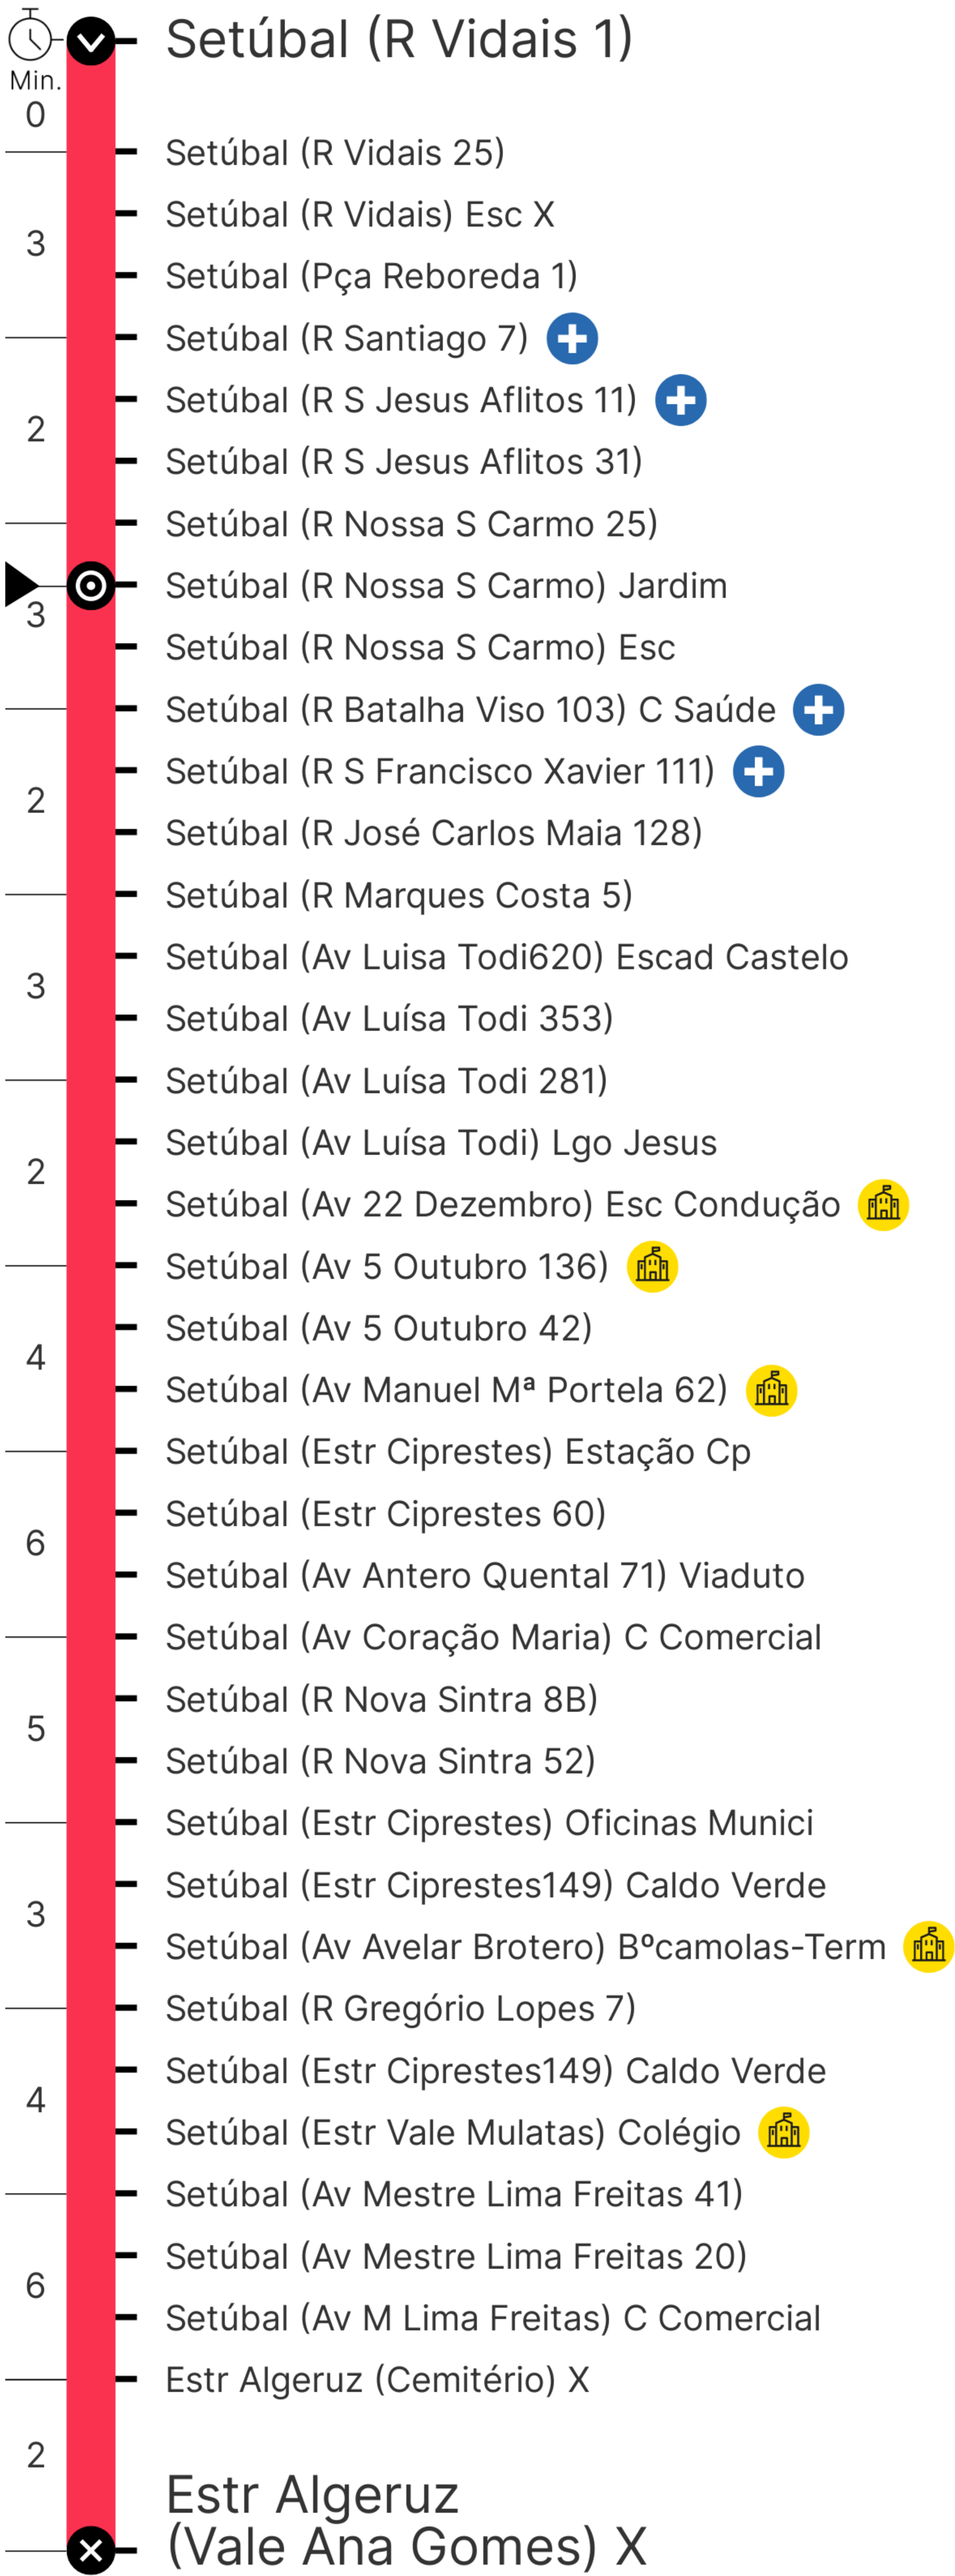 Setúbal (R Vidais 1)
Min.
0
Setúbal (R Vidais 25)
Setúbal (R Vidais) Esc X
3
Setúbal (Pça Reboreda 1)
Setúbal (R Santiago 7)
Setúbal (R S Jesus Aflitos 11)
2
Setúbal (R S Jesus Aflitos 31)
Setúbal (R Nossa S Carmo 25)
Setúbal (R Nossa S Carmo) Jardim
3
Setúbal (R Nossa S Carmo) Esc
Setúbal (R Batalha Viso 103) C Saúde
Setúbal (R S Francisco Xavier 111)
2
Setúbal (R José Carlos Maia 128)
Setúbal (R Marques Costa 5)
Setúbal (Av Luisa Todi620) Escad Castelo
3
Setúbal (Av Luísa Todi 353)
Setúbal (Av Luísa Todi 281)
Setúbal (Av Luísa Todi) Lgo Jesus
2
Setúbal (Av 22 Dezembro) Esc Condução
Setúbal (Av 5 Outubro 136)
Setúbal (Av 5 Outubro 42)
4
Setúbal (Av Manuel Mª Portela 62)
Setúbal (Estr Ciprestes) Estação Cp
Setúbal (Estr Ciprestes 60)
6
Setúbal (Av Antero Quental 71) Viaduto
Setúbal (Av Coração Maria) C Comercial
Setúbal (R Nova Sintra 8B)
5
Setúbal (R Nova Sintra 52)
Setúbal (Estr Ciprestes) Oficinas Munici
Setúbal (Estr Ciprestes149) Caldo Verde
3
Setúbal (Av Avelar Brotero) Bºcamolas-Term
Setúbal (R Gregório Lopes 7)
Setúbal (Estr Ciprestes149) Caldo Verde
4
Setúbal (Estr Vale Mulatas) Colégio
Setúbal (Av Mestre Lima Freitas 41)
Setúbal (Av Mestre Lima Freitas 20)
6
Setúbal (Av M Lima Freitas) C Comercial
Estr Algeruz (Cemitério) X
2
Estr Algeruz
(Vale Ana Gomes) X